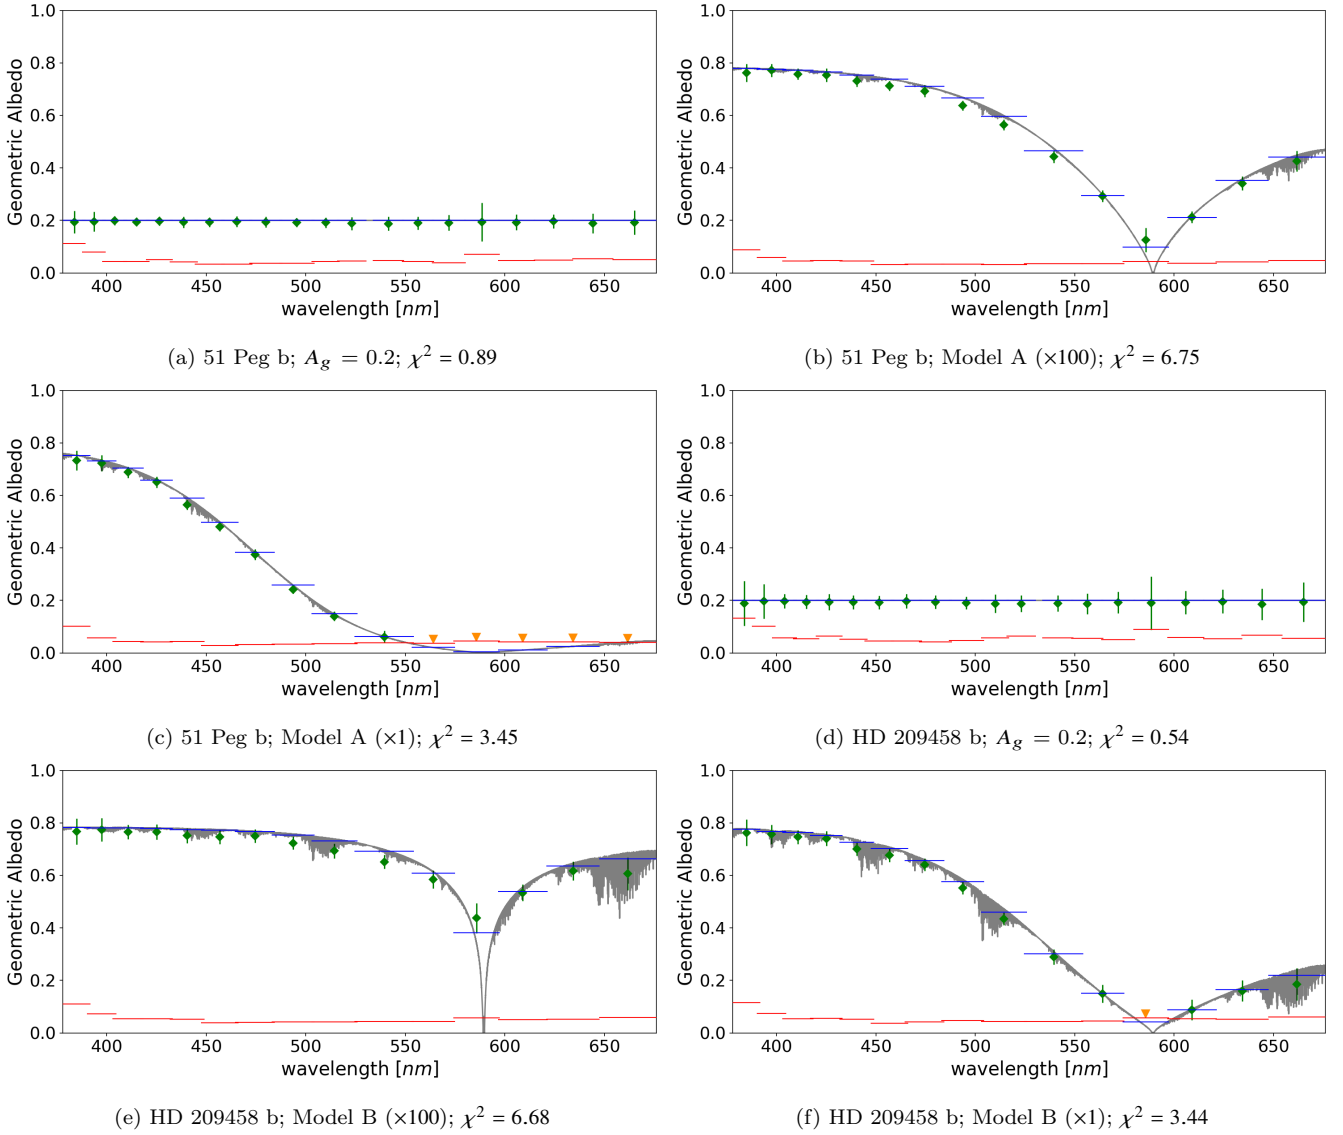 1.0
0.8
0.6
0.4
0.2
0.0
Geometric Albedo
400 450 500 550 600 650
wavelength [nm]
(a) 51 Peg b; A_g = 0.2; χ² = 0.89
1.0
0.8
0.6
0.4
0.2
0.0
Geometric Albedo
400 450 500 550 600 650
wavelength [nm]
(b) 51 Peg b; Model A (×100); χ² = 6.75
1.0
0.8
0.6
0.4
0.2
0.0
Geometric Albedo
400 450 500 550 600 650
wavelength [nm]
(c) 51 Peg b; Model A (×1); χ² = 3.45
1.0
0.8
0.6
0.4
0.2
0.0
Geometric Albedo
400 450 500 550 600 650
wavelength [nm]
(d) HD 209458 b; A_g = 0.2; χ² = 0.54
1.0
0.8
0.6
0.4
0.2
0.0
Geometric Albedo
400 450 500 550 600 650
wavelength [nm]
(e) HD 209458 b; Model B (×100); χ² = 6.68
1.0
0.8
0.6
0.4
0.2
0.0
Geometric Albedo
400 450 500 550 600 650
wavelength [nm]
(f) HD 209458 b; Model B (×1); χ² = 3.44